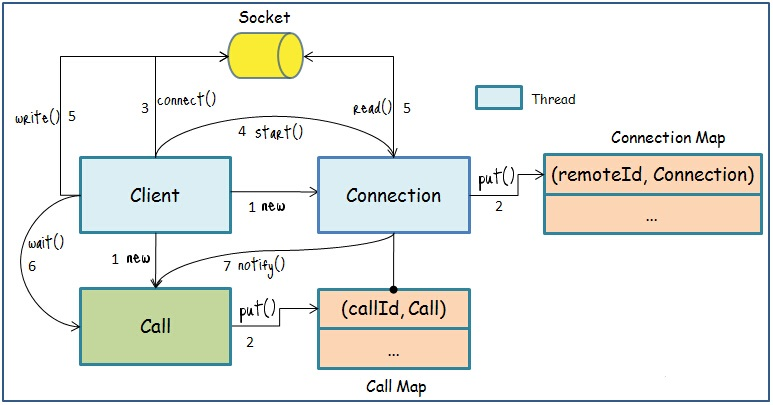 Socket
write() 5
3 connect()
read() 5
4 start()
Thread
Connection Map
Client
1 new
Connection
put()
2
(remoteId, Connection)
...
wait()
6
1 new
7 notify()
Call
put()
2
(callId, Call)
...
Call Map